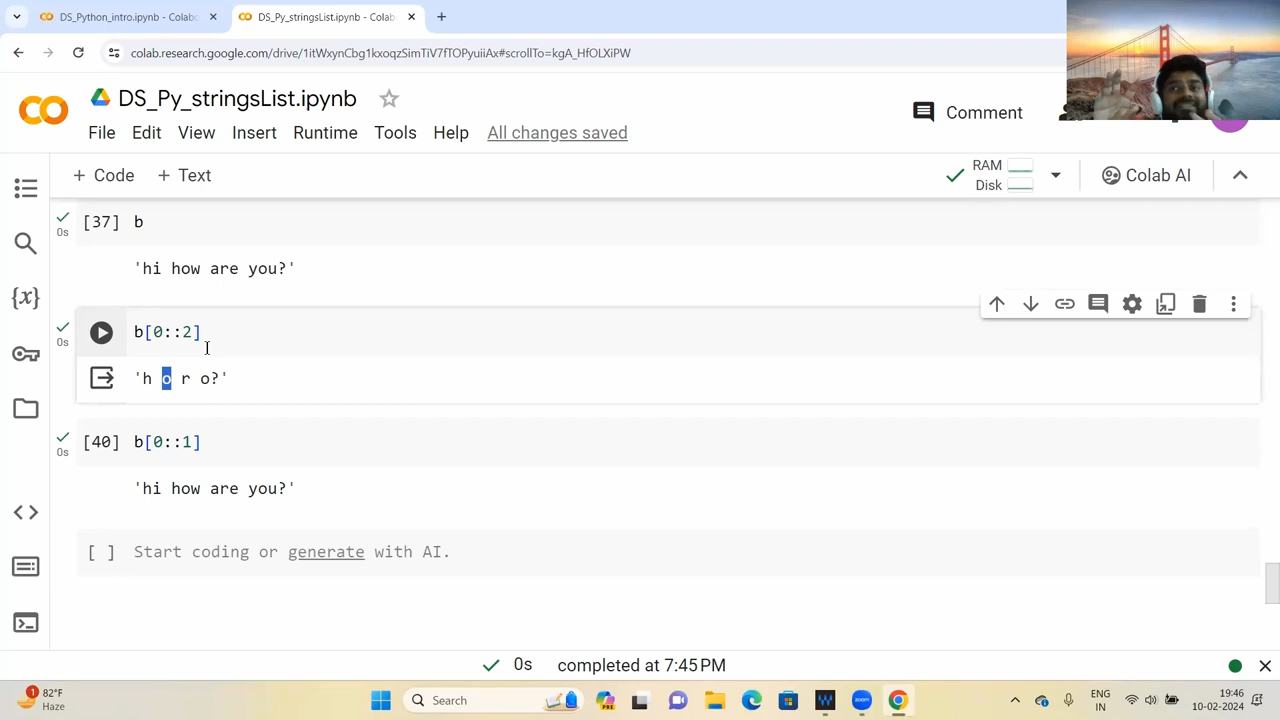 DS_Python_intro.ipynb - Colab
DS_Py_stringsList.ipynb - Colab
colab.research.google.com/drive/1itWxynCbg1kxoqzSimTiV7fTOPyuiiAx#scrollTo=kgA_HfOLXiPW
DS_Py_stringsList.ipynb
Comment
File Edit View Insert Runtime Tools Help All changes saved
+ Code + Text
RAM
Disk
Colab AI
[37] b
0s
'hi how are you?'
b[0::2]
0s
'h o r o?'
[40] b[0::1]
0s
'hi how are you?'
[ ] Start coding or generate with AI.
0s completed at 7:45 PM
1
82°F
Haze
Search
PRE
W
zoom
ENG
IN
19:46
10-02-2024